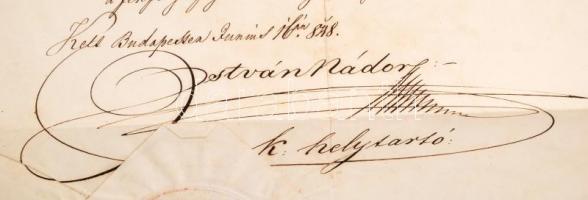 Kelt Budapesten Junius 16án 848.
István Nádor
k: helytartó: